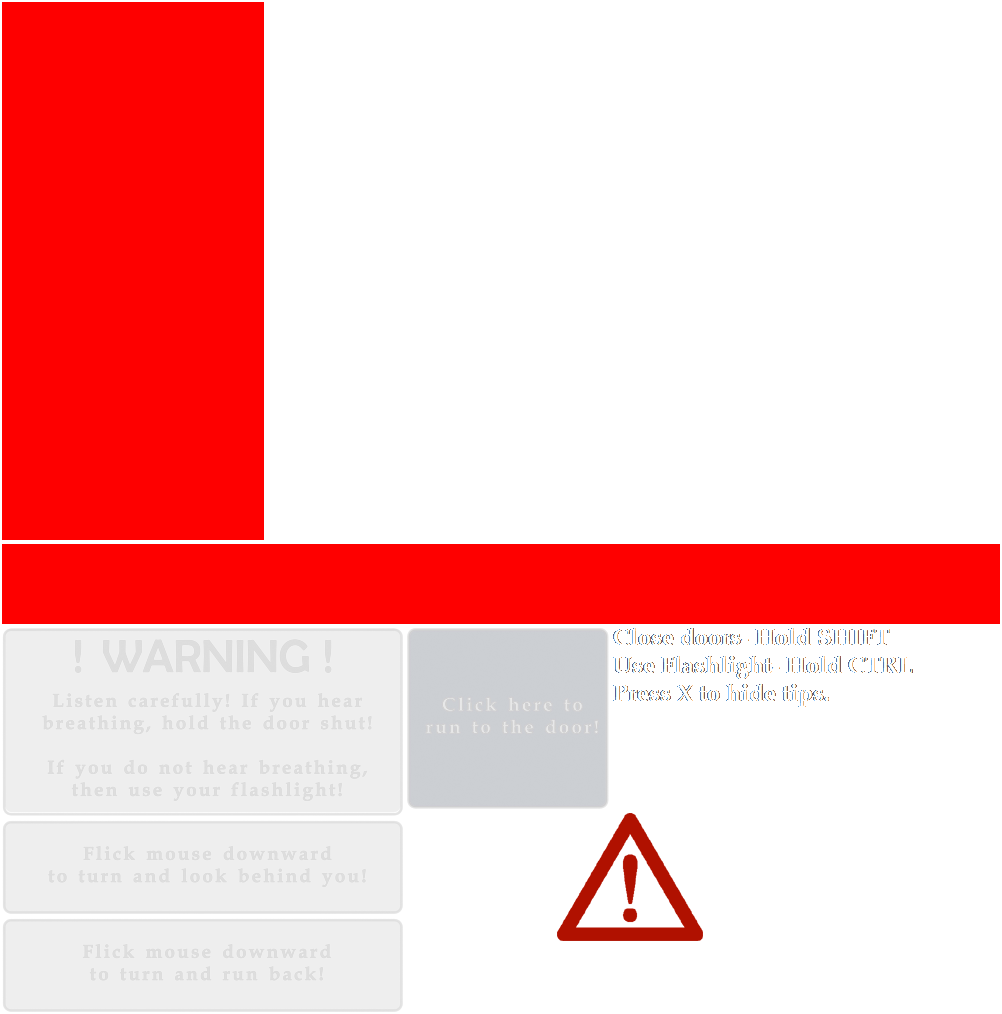 ! WARNING !
Listen carefully! If you hear
breathing, hold the door shut!
If you do not hear breathing,
then use your flashlight!
Click here to
run to the door!
Close doors- Hold SHIFT
Use Flashlight- Hold CTRL
Press X to hide tips.
Flick mouse downward
to turn and look behind you!
Flick mouse downward
to turn and run back!
!